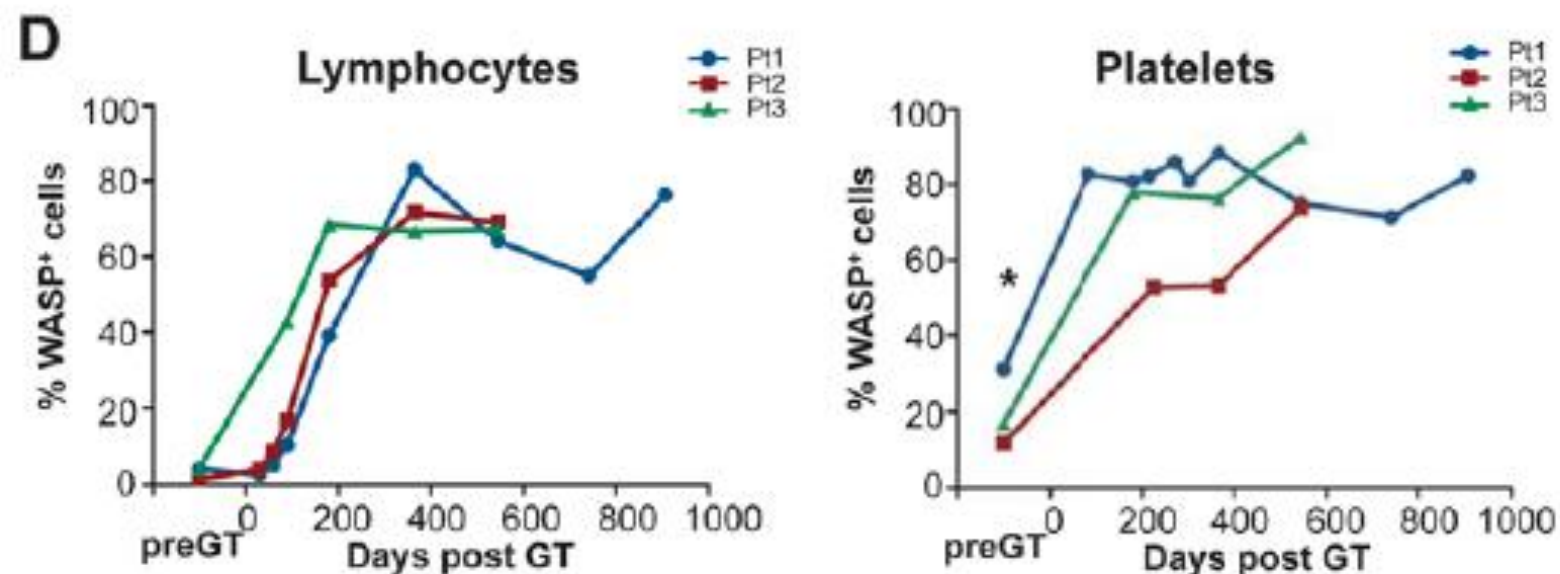 D
Lymphocytes
Pt1
Pt2
Pt3
% WASP⁺ cells
100
80
60
40
20
0
preGT
0 200 400 600 800 1000
Days post GT
Platelets
Pt1
Pt2
Pt3
% WASP⁺ cells
100
80
60
40
20
0
*
preGT
0 200 400 600 800 1000
Days post GT